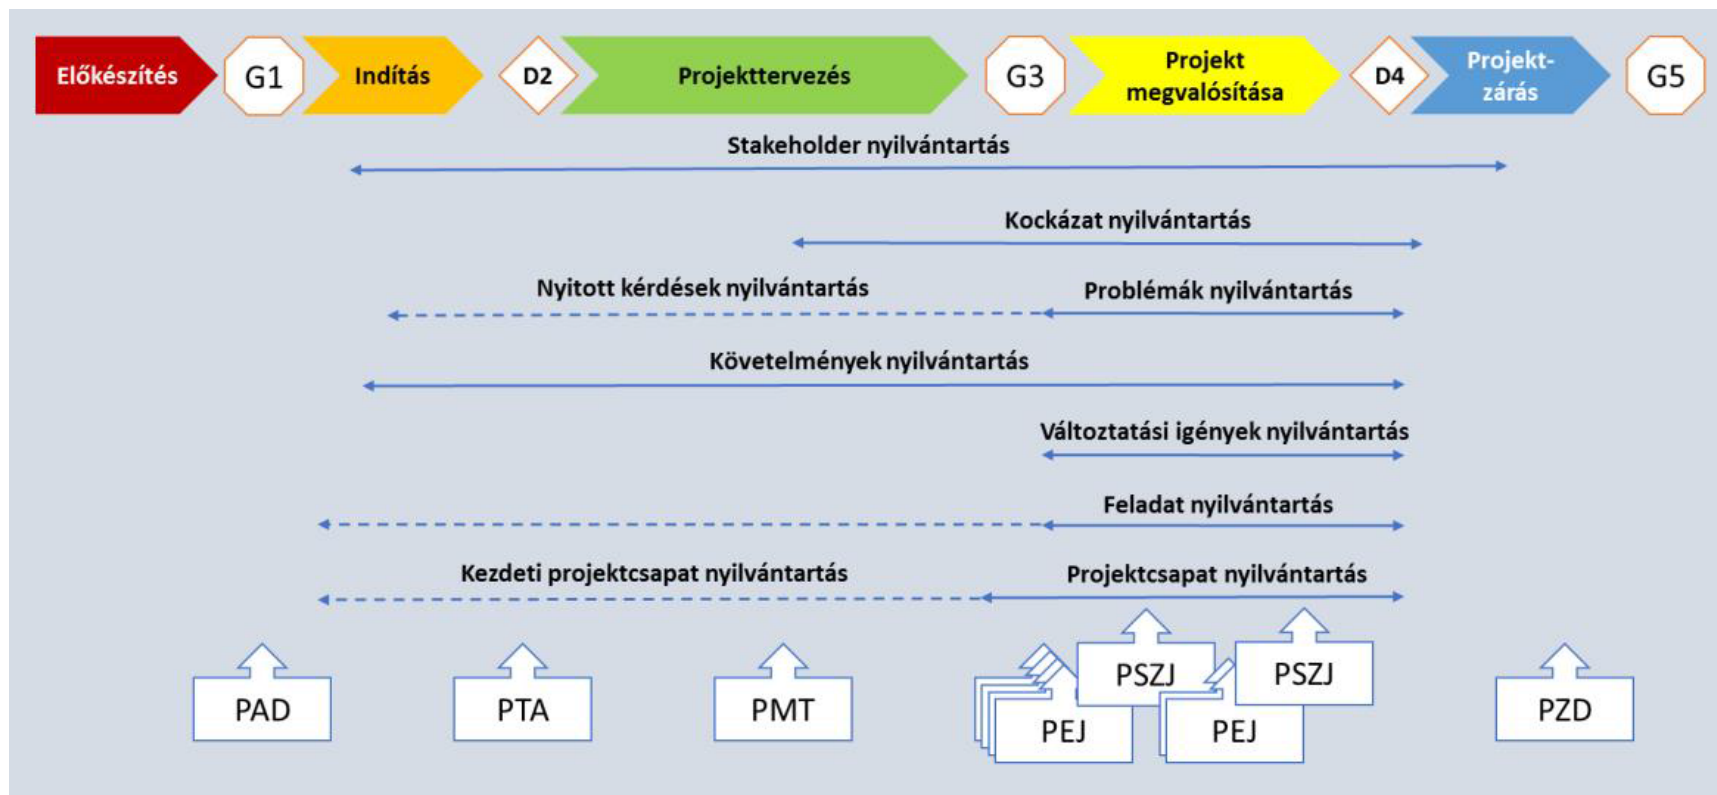 Előkészítés
G1
Indítás
D2
Projekttervezés
G3
Projekt
megvalósítása
D4
Projekt-
zárás
G5
Stakeholder nyilvántartás
Kockázat nyilvántartás
Nyitott kérdések nyilvántartás
Problémák nyilvántartás
Követelmények nyilvántartás
Változtatási igények nyilvántartás
Feladat nyilvántartás
Kezdeti projektcsapat nyilvántartás
Projektcsapat nyilvántartás
PAD
PTA
PMT
PEJ
PSZJ
PEJ
PSZJ
PZD